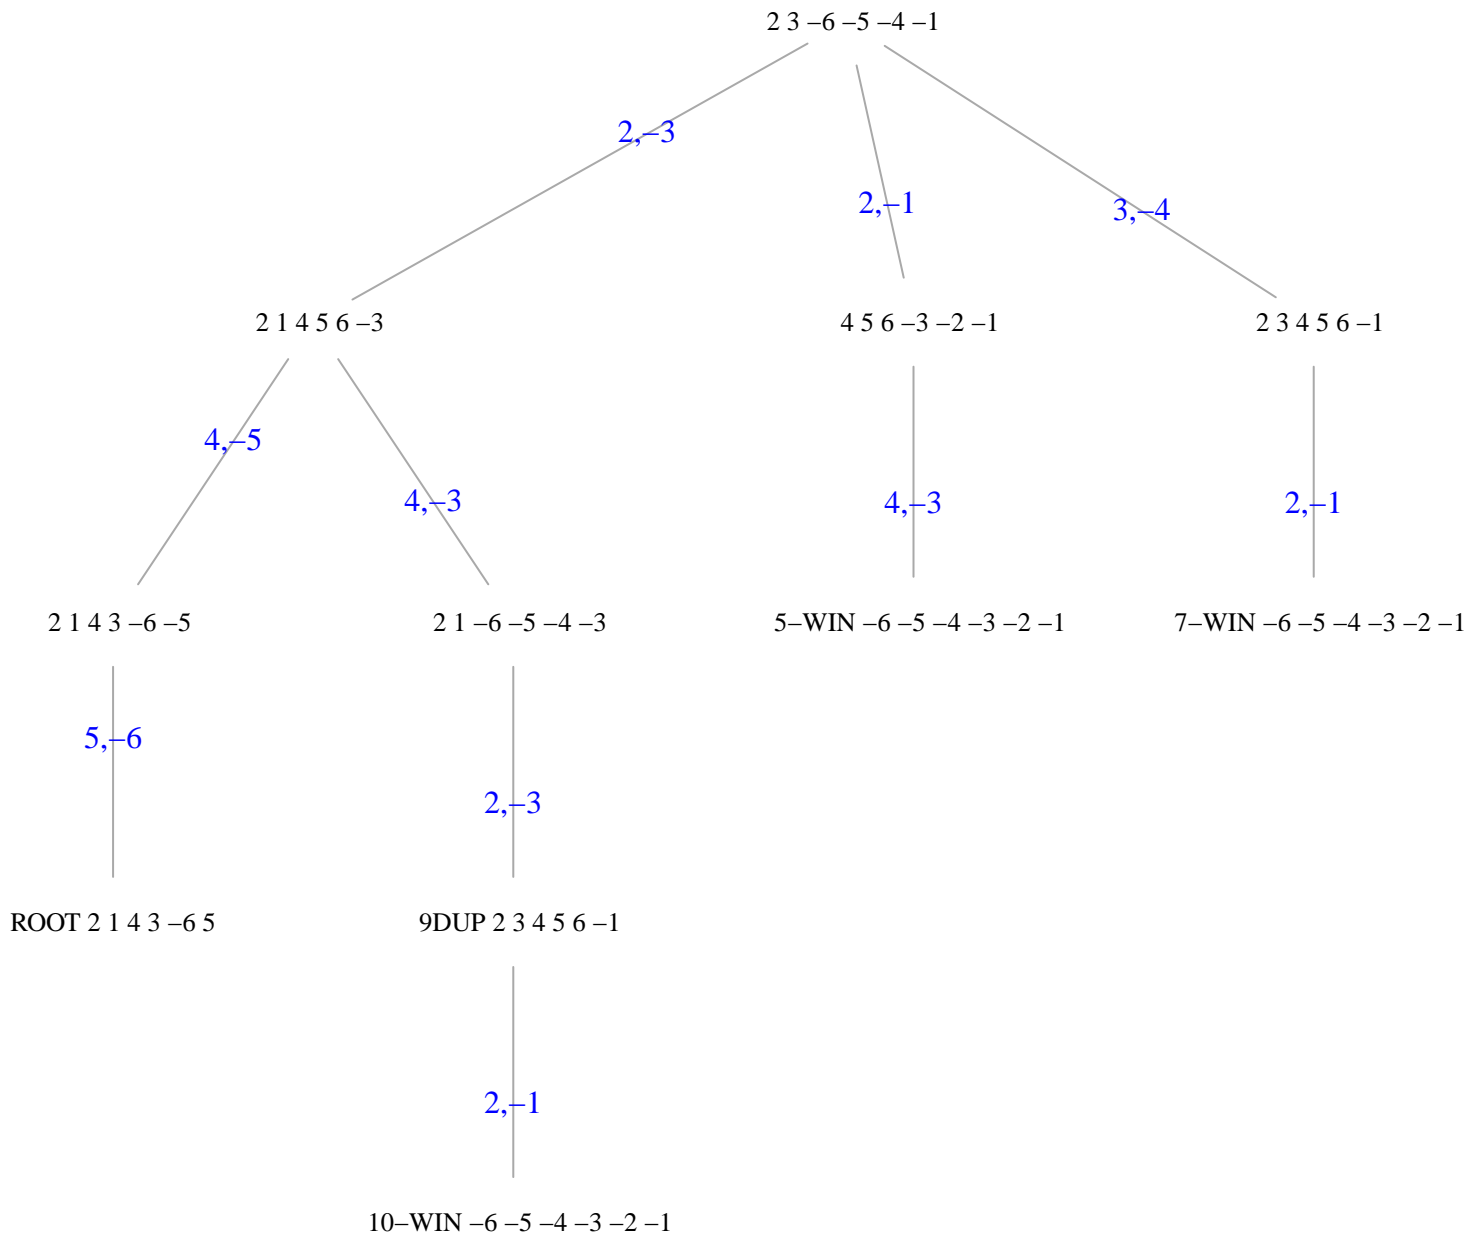 2 3 –6 –5 –4 –1
2,–3
2,–1
3,–4
2 1 4 5 6 –3
4 5 6 –3 –2 –1
2 3 4 5 6 –1
4,–5
4,–3
4,–3
2,–1
2 1 4 3 –6 –5
2 1 –6 –5 –4 –3
5–WIN –6 –5 –4 –3 –2 –1
7–WIN –6 –5 –4 –3 –2 –1
5,–6
2,–3
ROOT 2 1 4 3 –6 5
9DUP 2 3 4 5 6 –1
2,–1
10–WIN –6 –5 –4 –3 –2 –1